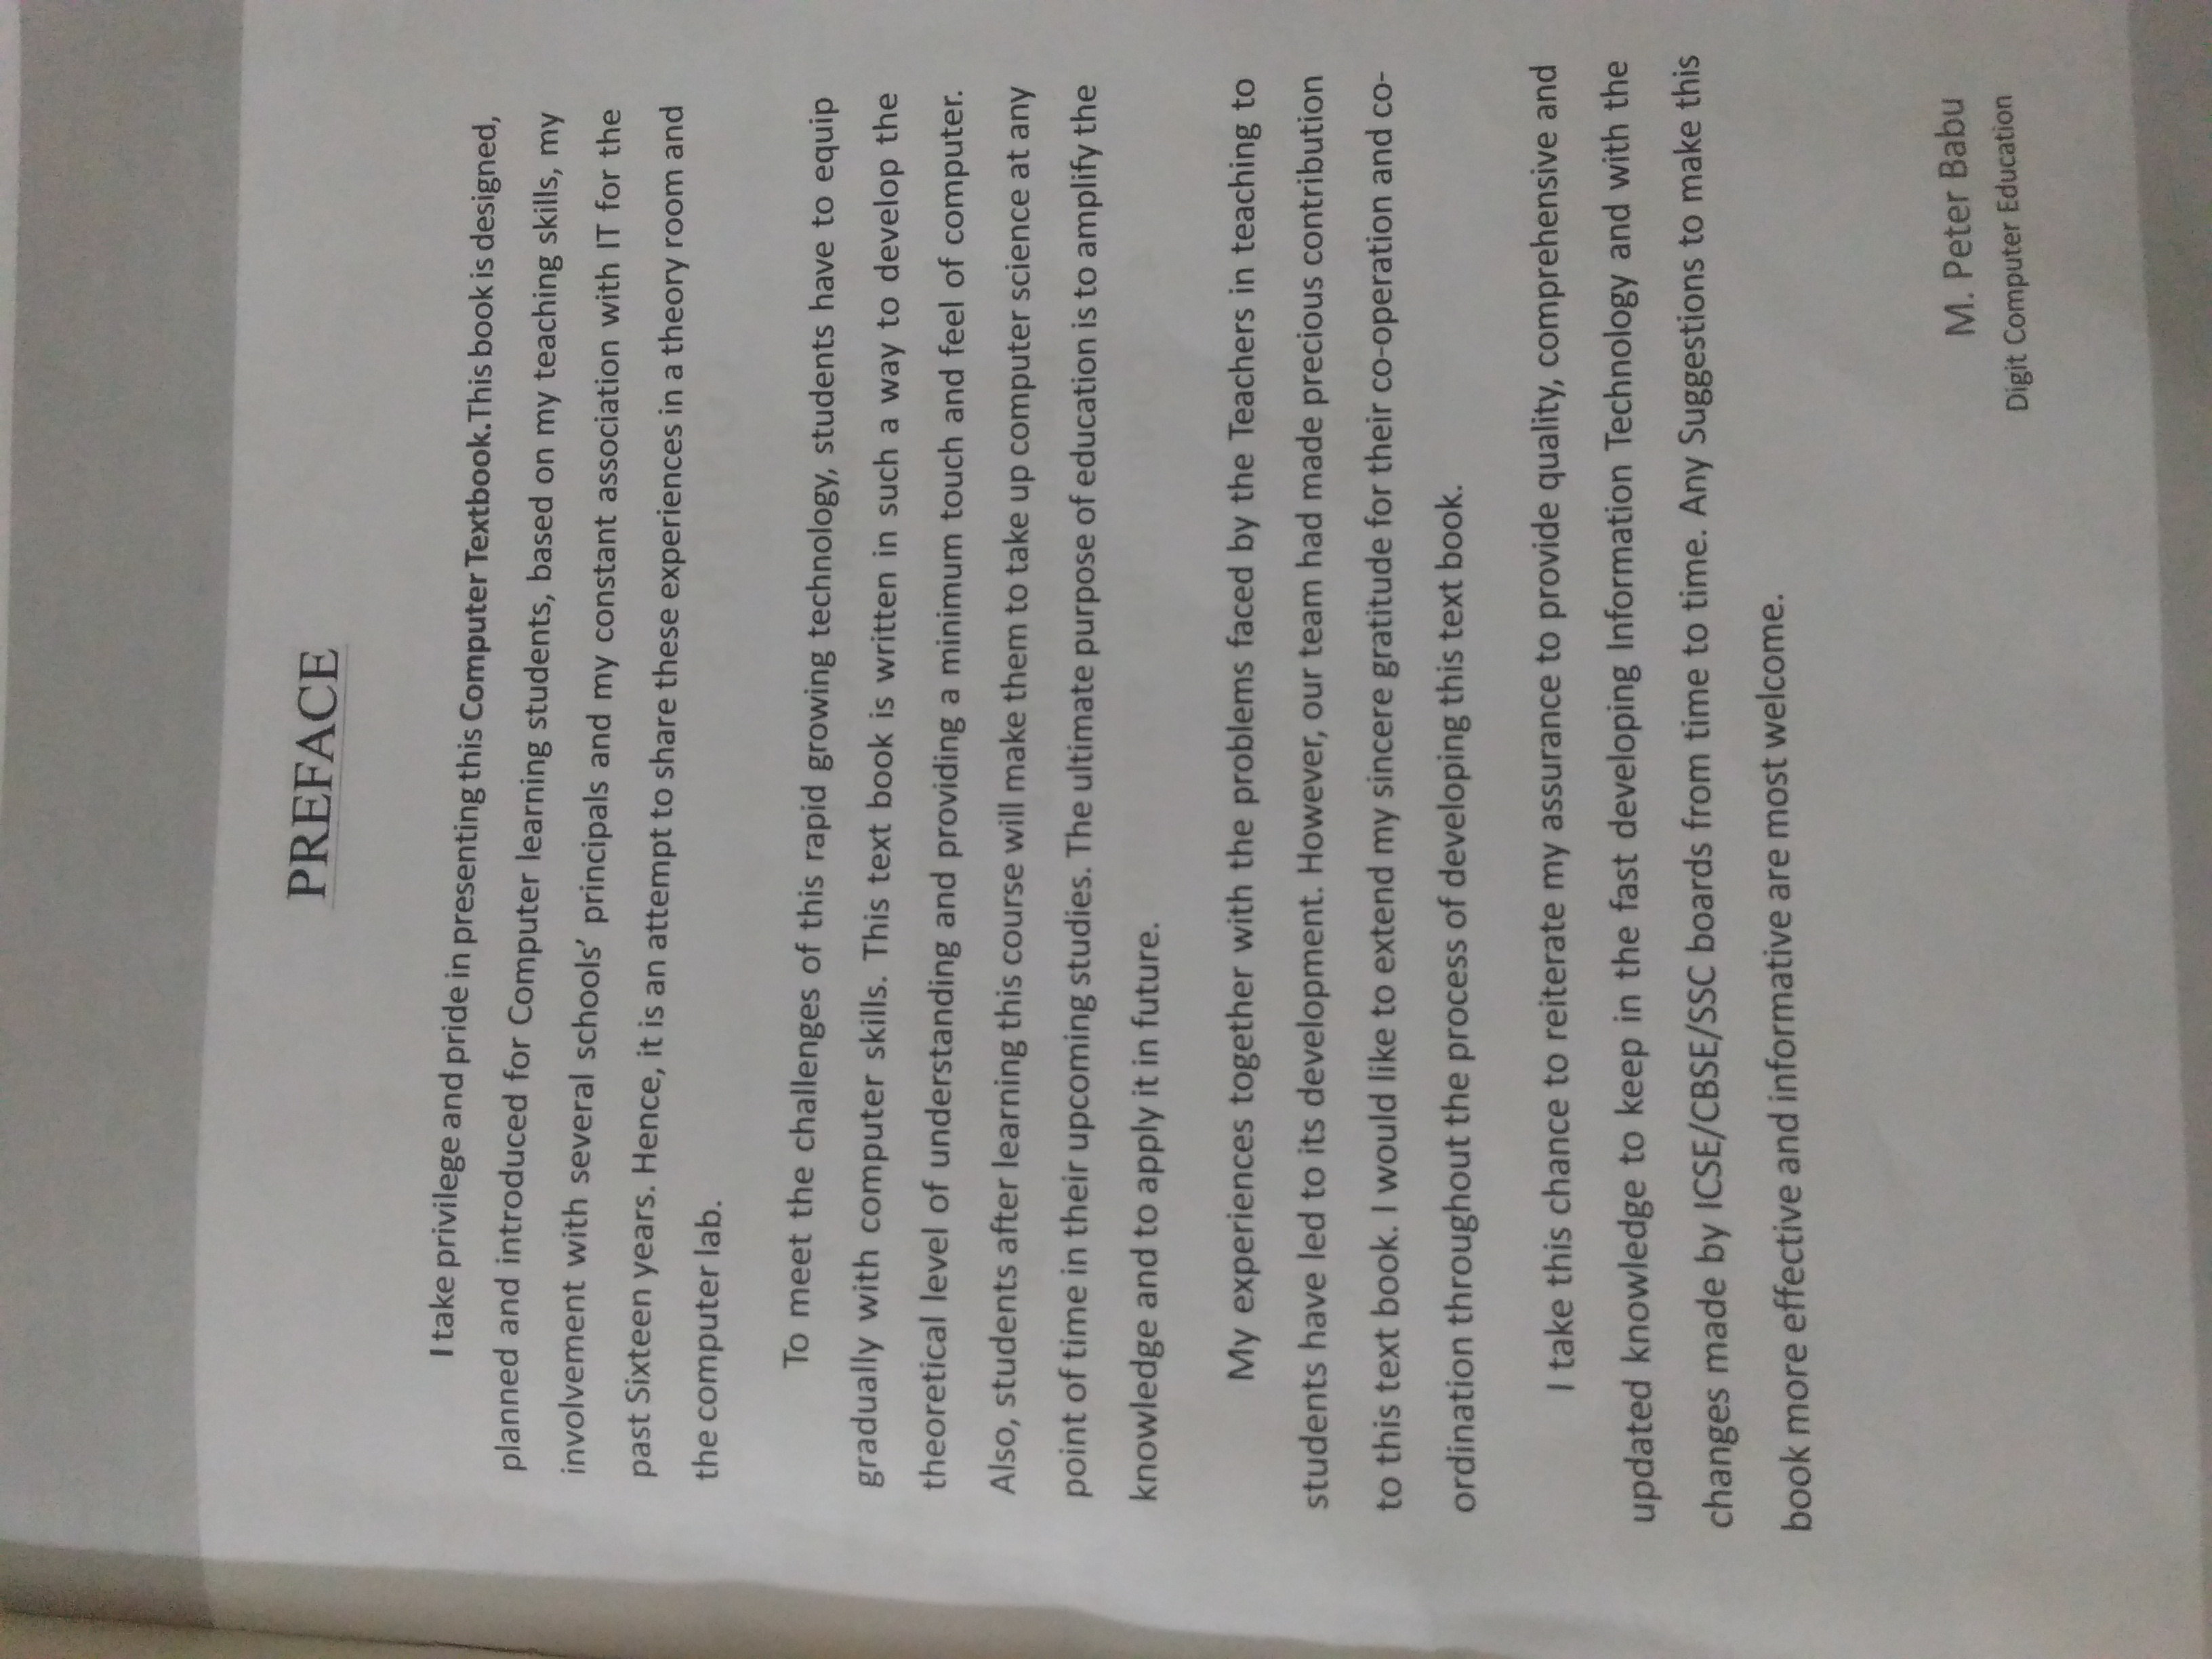 PREFACE
I take privilege and pride in presenting this Computer Textbook.This book is designed,
planned and introduced for Computer learning students, based on my teaching skills, my
involvement with several schools’ principals and my constant association with IT for the
past Sixteen years. Hence, it is an attempt to share these experiences in a theory room and
the computer lab.
To meet the challenges of this rapid growing technology, students have to equip
gradually with computer skills. This text book is written in such a way to develop the
theoretical level of understanding and providing a minimum touch and feel of computer.
Also, students after learning this course will make them to take up computer science at any
point of time in their upcoming studies. The ultimate purpose of education is to amplify the
knowledge and to apply it in future.
My experiences together with the problems faced by the Teachers in teaching to
students have led to its development. However, our team had made precious contribution
to this text book. I would like to extend my sincere gratitude for their co-operation and co-
ordination throughout the process of developing this text book.
I take this chance to reiterate my assurance to provide quality, comprehensive and
updated knowledge to keep in the fast developing Information Technology and with the
changes made by ICSE/CBSE/SSC boards from time to time. Any Suggestions to make this
book more effective and informative are most welcome.
M. Peter Babu
Digit Computer Education